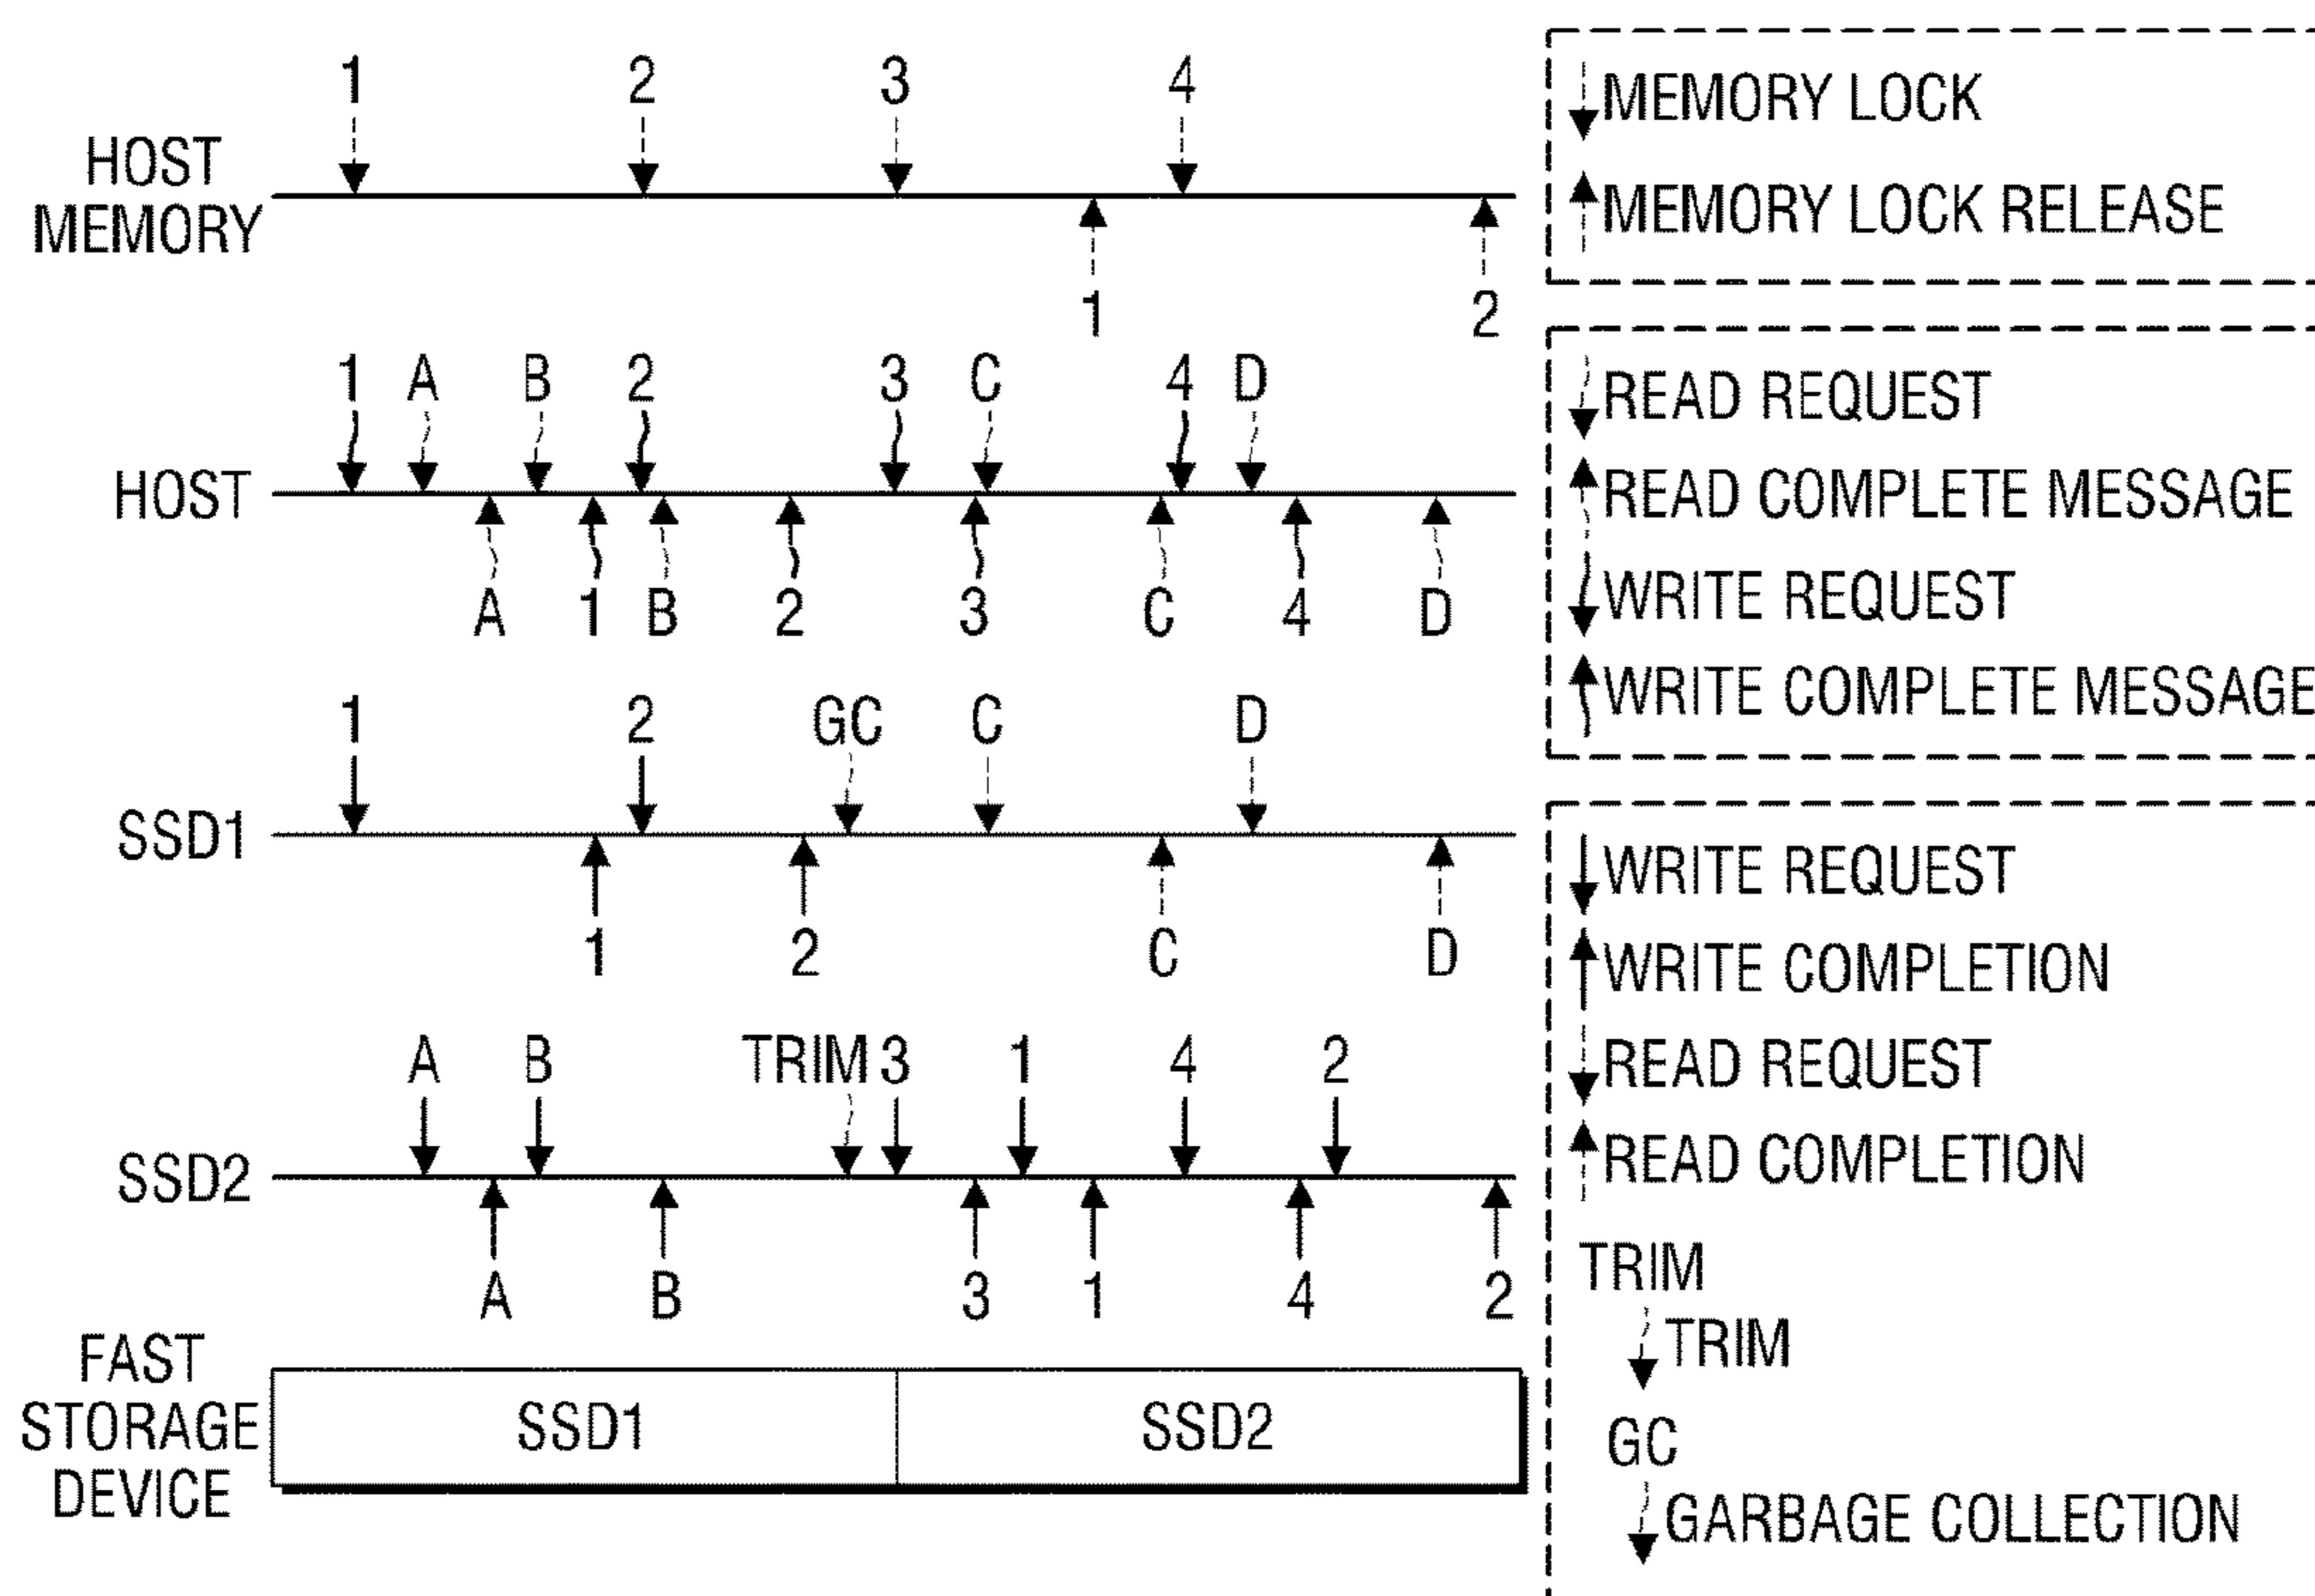 1 2 3 4
HOST
MEMORY
1 2
1 A B 2 3 C 4 D
HOST
A 1 B 2 3 C 4 D
1 2 GC C D
SSD1
1 2 C D
A B TRIM 3 1 4 2
SSD2
A B 3 1 4 2
FAST
STORAGE
DEVICE
SSD1 SSD2
MEMORY LOCK
MEMORY LOCK RELEASE
READ REQUEST
READ COMPLETE MESSAGE
WRITE REQUEST
WRITE COMPLETE MESSAGE
WRITE REQUEST
WRITE COMPLETION
READ REQUEST
READ COMPLETION
TRIM
TRIM
GC
GARBAGE COLLECTION